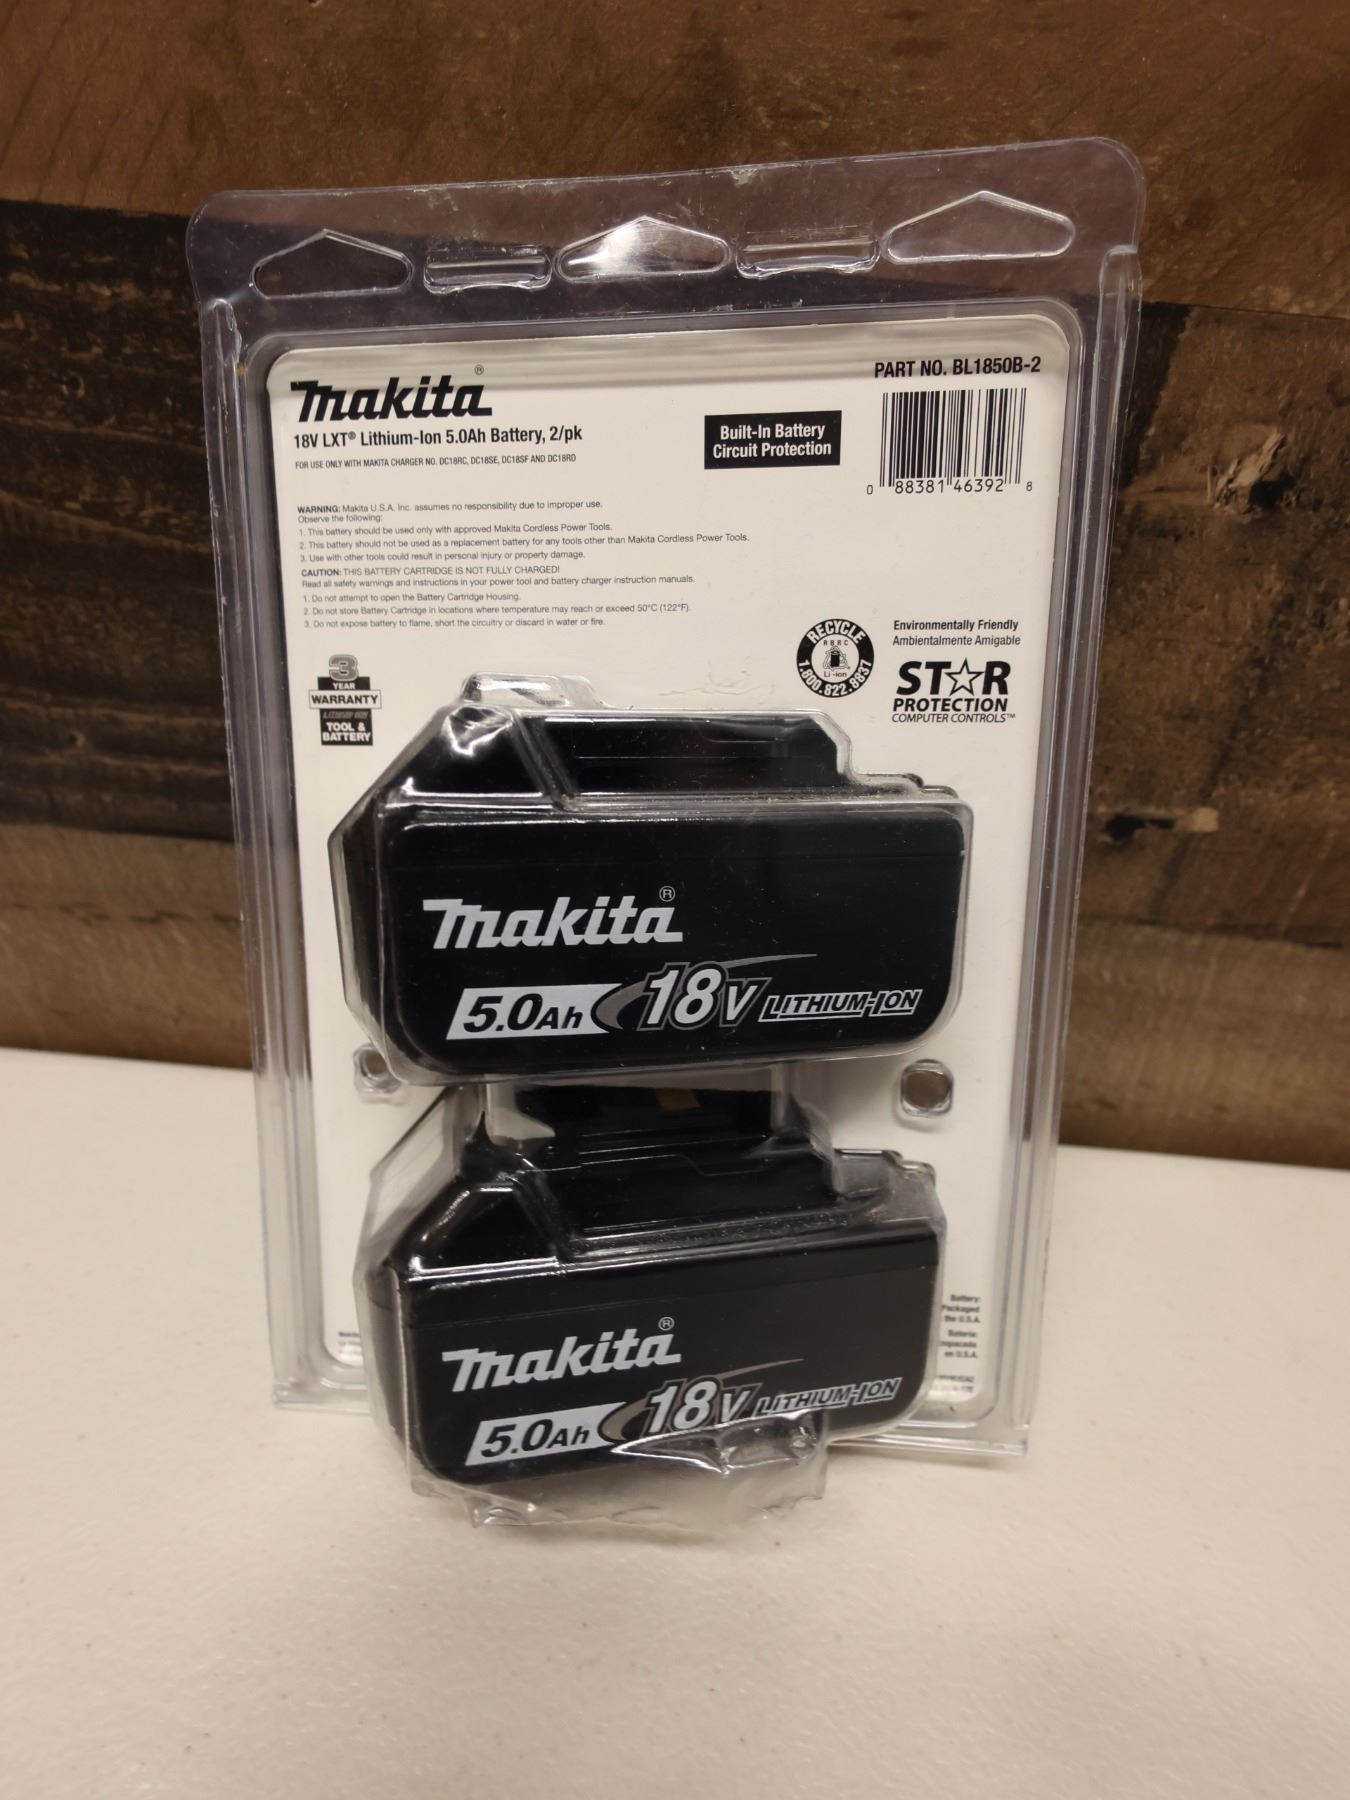 makita®
18V LXT® Lithium-Ion 5.0Ah Battery, 2/pk
FOR USE ONLY WITH MAKITA CHARGER NO. DC18RC, DC18SE, DC18SF AND DC18RD
PART NO. BL1850B-2
Built-In Battery
Circuit Protection
0 88381 46392 8
WARNING: Makita U.S.A. Inc. assumes no responsibility due to improper use.
Observe the following:
1. This battery should be used only with approved Makita Cordless Power Tools.
2. This battery should not be used as a replacement battery for any tools other than Makita Cordless Power Tools.
3. Use with other tools could result in personal injury or property damage.
CAUTION: THIS BATTERY CARTRIDGE IS NOT FULLY CHARGED!
Read all safety warnings and instructions in your power tool and battery charger instruction manuals.
1. Do not attempt to open the Battery Cartridge Housing.
2. Do not store Battery Cartridge in locations where temperature may reach or exceed 50°C (122°F).
3. Do not expose battery to flame, short the circuitry or discard in water or fire.
3
YEAR
WARRANTY
LITHIUM-ION
TOOL &
BATTERY
RECYCLE
RBRC
Li-ion
1.800.822.8837
Environmentally Friendly
Ambientalmente Amigable
STAR
PROTECTION
COMPUTER CONTROLS™
makita®
5.0Ah 18V LITHIUM-ION
makita®
5.0Ah 18V LITHIUM-ION
Battery:
Packaged
the U.S.A.
Batería:
en U.S.A.